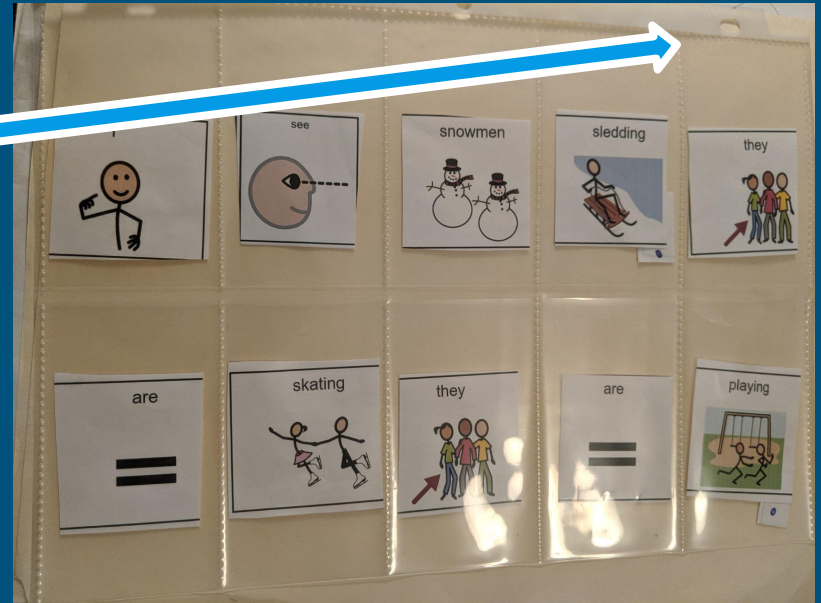 see
snowmen
sledding
they
are
skating
they
are
playing